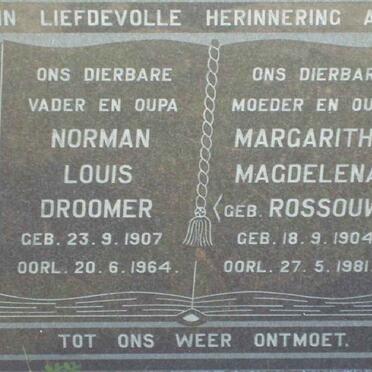 IN LIEFDEVOLLE HERINNERING
ONS DIERBARE
VADER EN OUPA
NORMAN
LOUIS
DROOMER
GEB. 23.9.1907
OORL. 20.6.1964.
ONS DIERBAR
MOEDER EN OU
MARGARITH
MAGDELENA
(GEB. ROSSOUW
GEB. 18.9.1904
OORL. 27.5.1981
TOT ONS WEER ONTMOET.